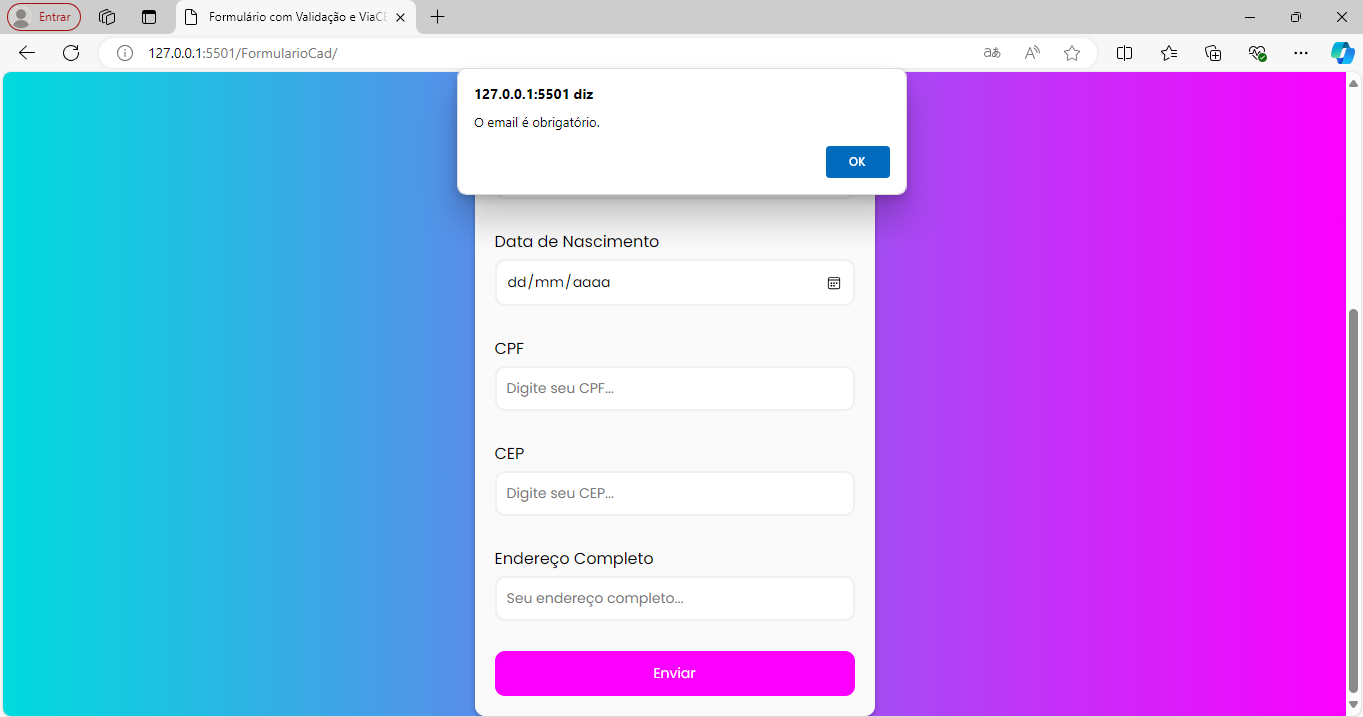 Entrar
Formulário com Validação e ViaCE
127.0.0.1:5501/FormularioCad/
127.0.0.1:5501 diz
O email é obrigatório.
OK
Data de Nascimento
dd/mm/aaaa
CPF
Digite seu CPF...
CEP
Digite seu CEP...
Endereço Completo
Seu endereço completo...
Enviar